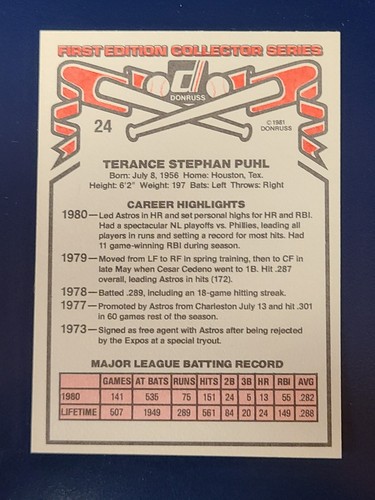 FIRST EDITION COLLECTOR SERIES
DONRUSS
24
© 1981
DONRUSS
TERANCE STEPHAN PUHL
Born: July 8, 1956 Home: Houston, Tex.
Height: 6'2" Weight: 197 Bats: Left Throws: Right
CAREER HIGHLIGHTS
1980—Led Astros in HR and set personal highs for HR and RBI.
Had a spectacular NL playoffs vs. Phillies, leading all
players in runs and setting a record for most hits. Had
11 game-winning RBI during season.
1979—Moved from LF to RF in spring training, then to CF in
late May when Cesar Cedeno went to 1B. Hit .287
overall, leading Astros in hits (172).
1978—Batted .289, including an 18-game hitting streak.
1977—Promoted by Astros from Charleston July 13 and hit .301
in 60 games rest of the season.
1973—Signed as free agent with Astros after being rejected
by the Expos at a special tryout.
MAJOR LEAGUE BATTING RECORD
GAMES AT BATS RUNS HITS 2B 3B HR RBI AVG
1980 141 535 75 151 24 5 13 55 .282
LIFETIME 507 1949 289 561 84 20 24 149 .288